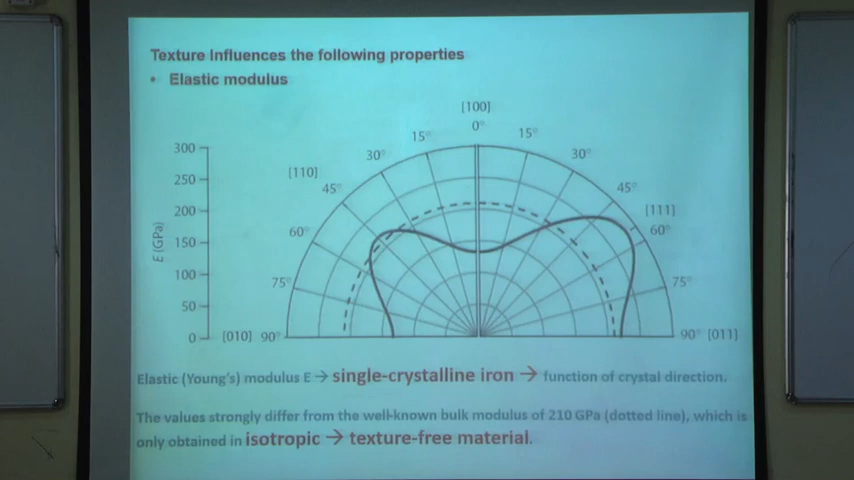 Texture Influences the following properties
• Elastic modulus
[100]
0°
15° 15°
30° 30°
[110] 45° 45° [111]
60° 60°
75° 75°
[010] 90° 90° [011]
300
250
200
150
100
50
0
E (GPa)
Elastic (Young's) modulus E → single-crystalline iron → function of crystal direction.
The values strongly differ from the well-known bulk modulus of 210 GPa (dotted line), which is
only obtained in isotropic → texture-free material.